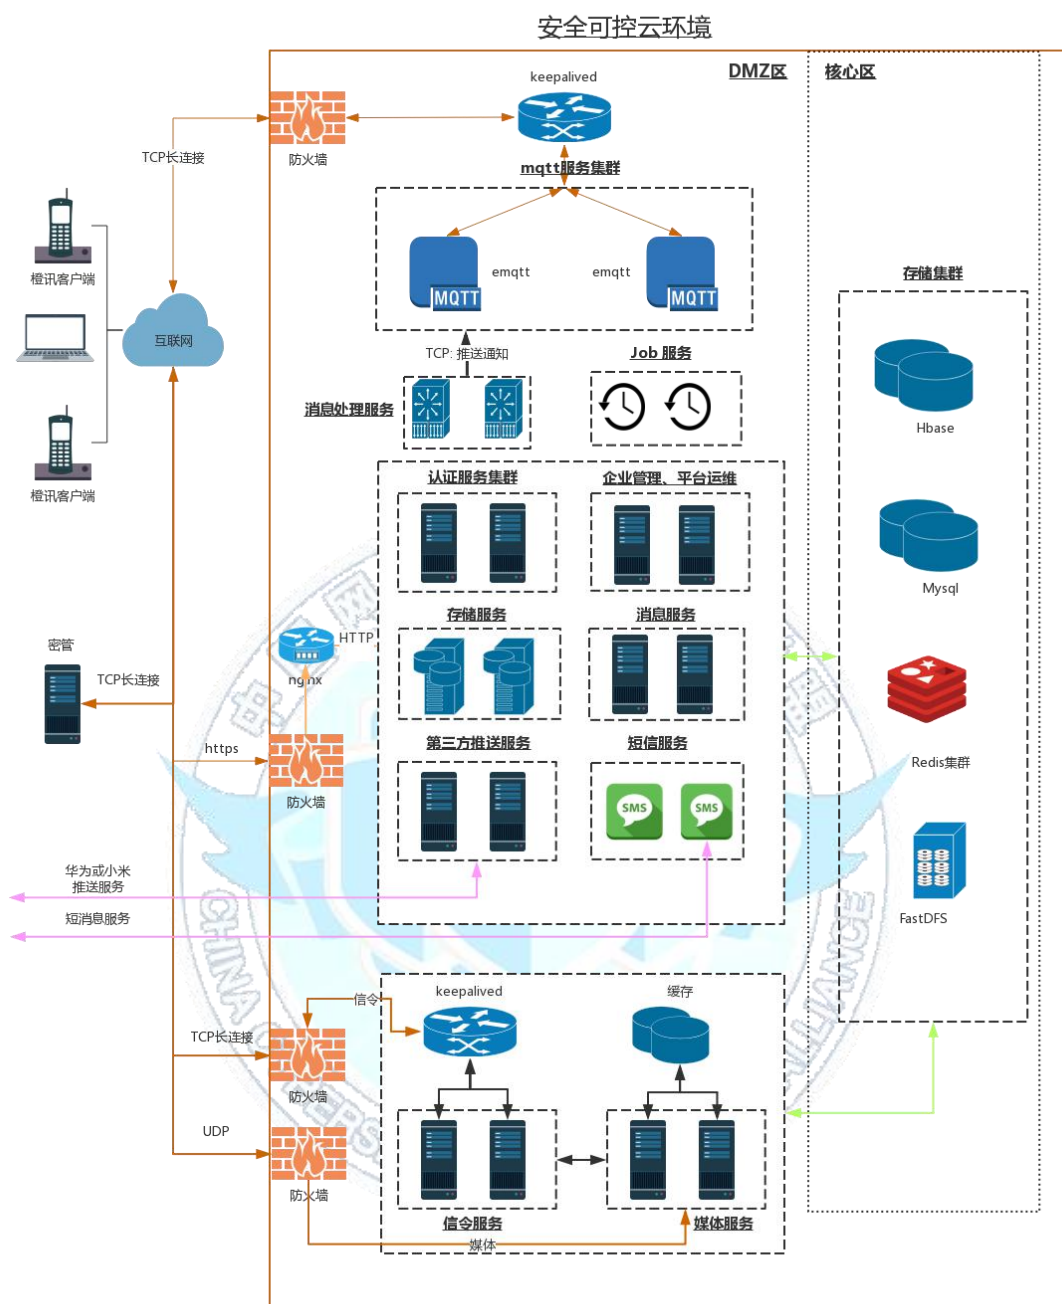 安全可控云环境
DMZ区
核心区
keepalived
防火墙
TCP长连接
mqtt服务集群
emqtt
emqtt
MQTT
MQTT
橙讯客户端
互联网
存储集群
TCP: 推送通知
Job 服务
消息处理服务
Hbase
认证服务集群
企业管理、平台运维
橙讯客户端
Mysql
存储服务
消息服务
HTTP
密管
nginx
TCP长连接
第三方推送服务
短信服务
https
Redis集群
防火墙
SMS
SMS
华为或小米
推送服务
短消息服务
FastDFS
keepalived
缓存
信令
TCP长连接
防火墙
UDP
防火墙
信令服务
媒体服务
媒体
CHINA
ALLIANCE